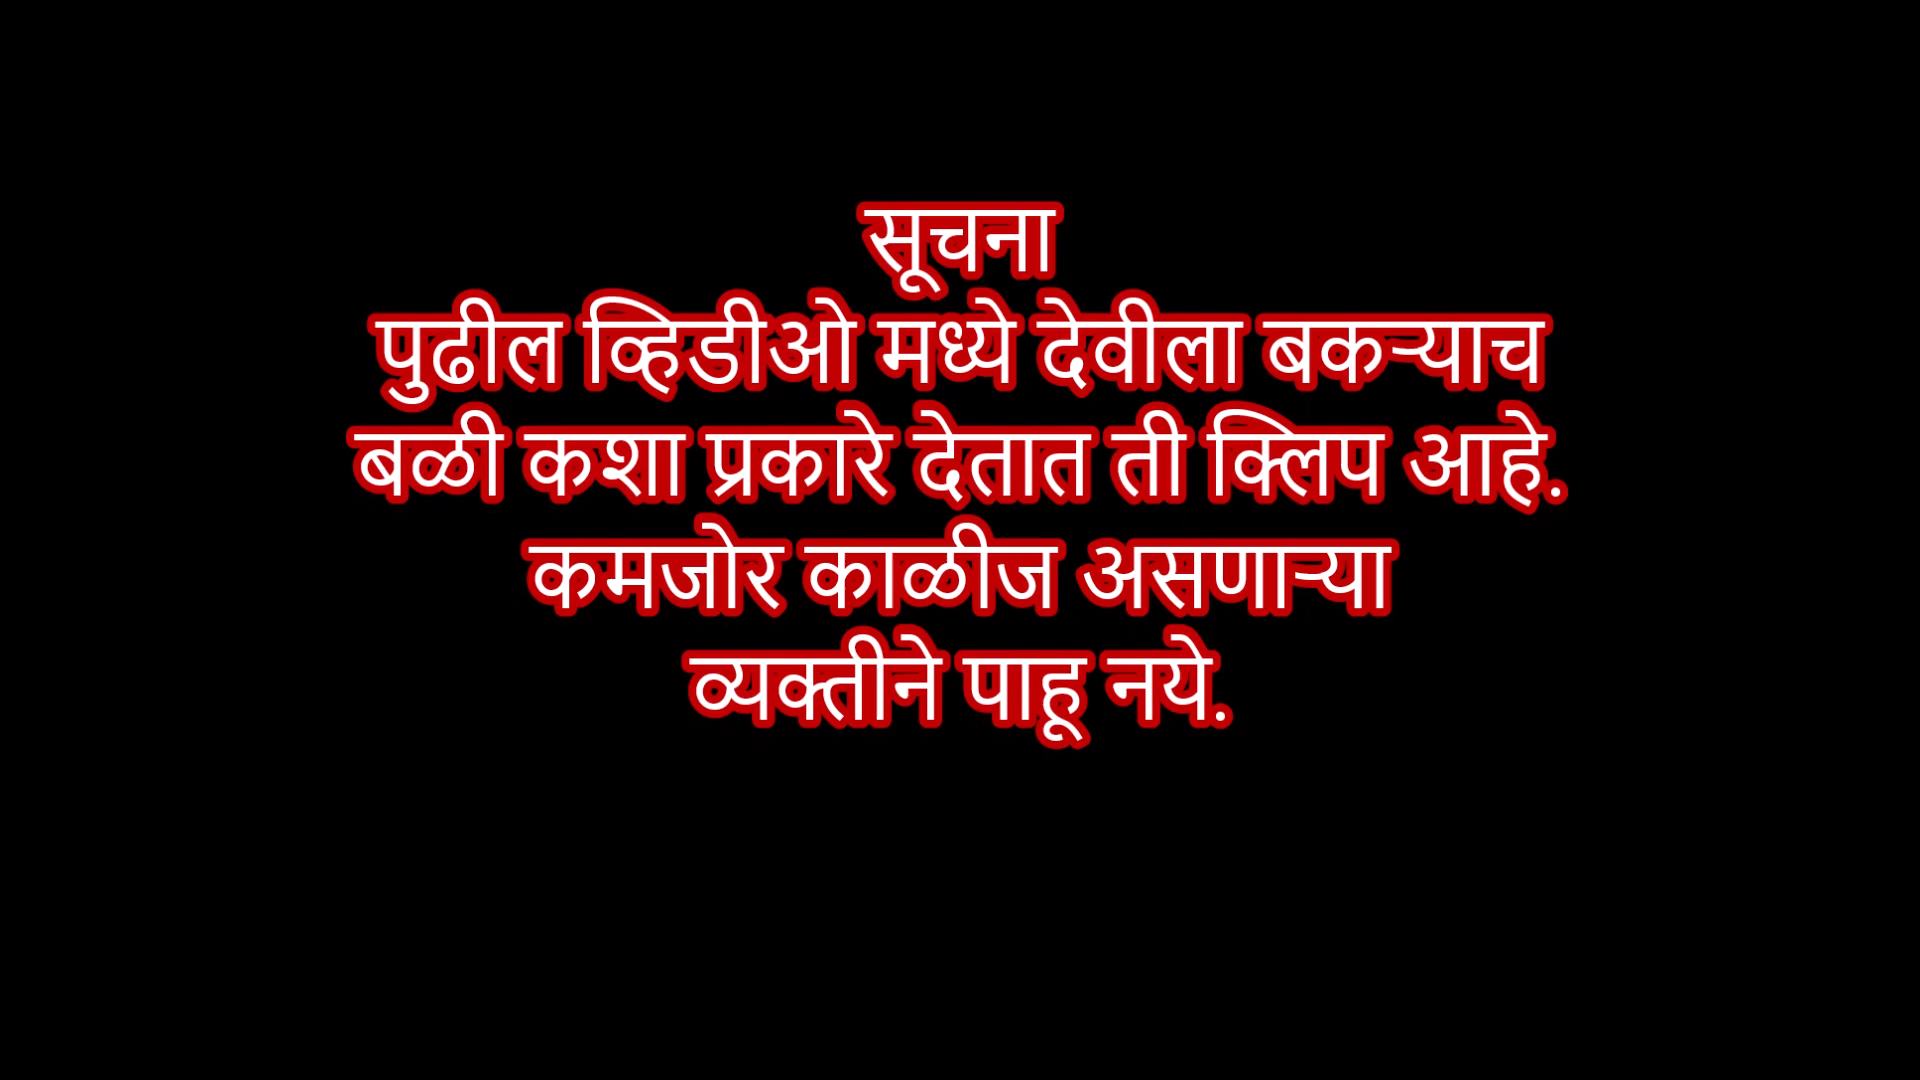 सूचना
पुढील व्हिडीओ मध्ये देवीला बकऱ्याच
बळी कशा प्रकारे देतात ती क्लिप आहे.
कमजोर काळीज असणाऱ्या
व्यक्तीने पाहू नये.